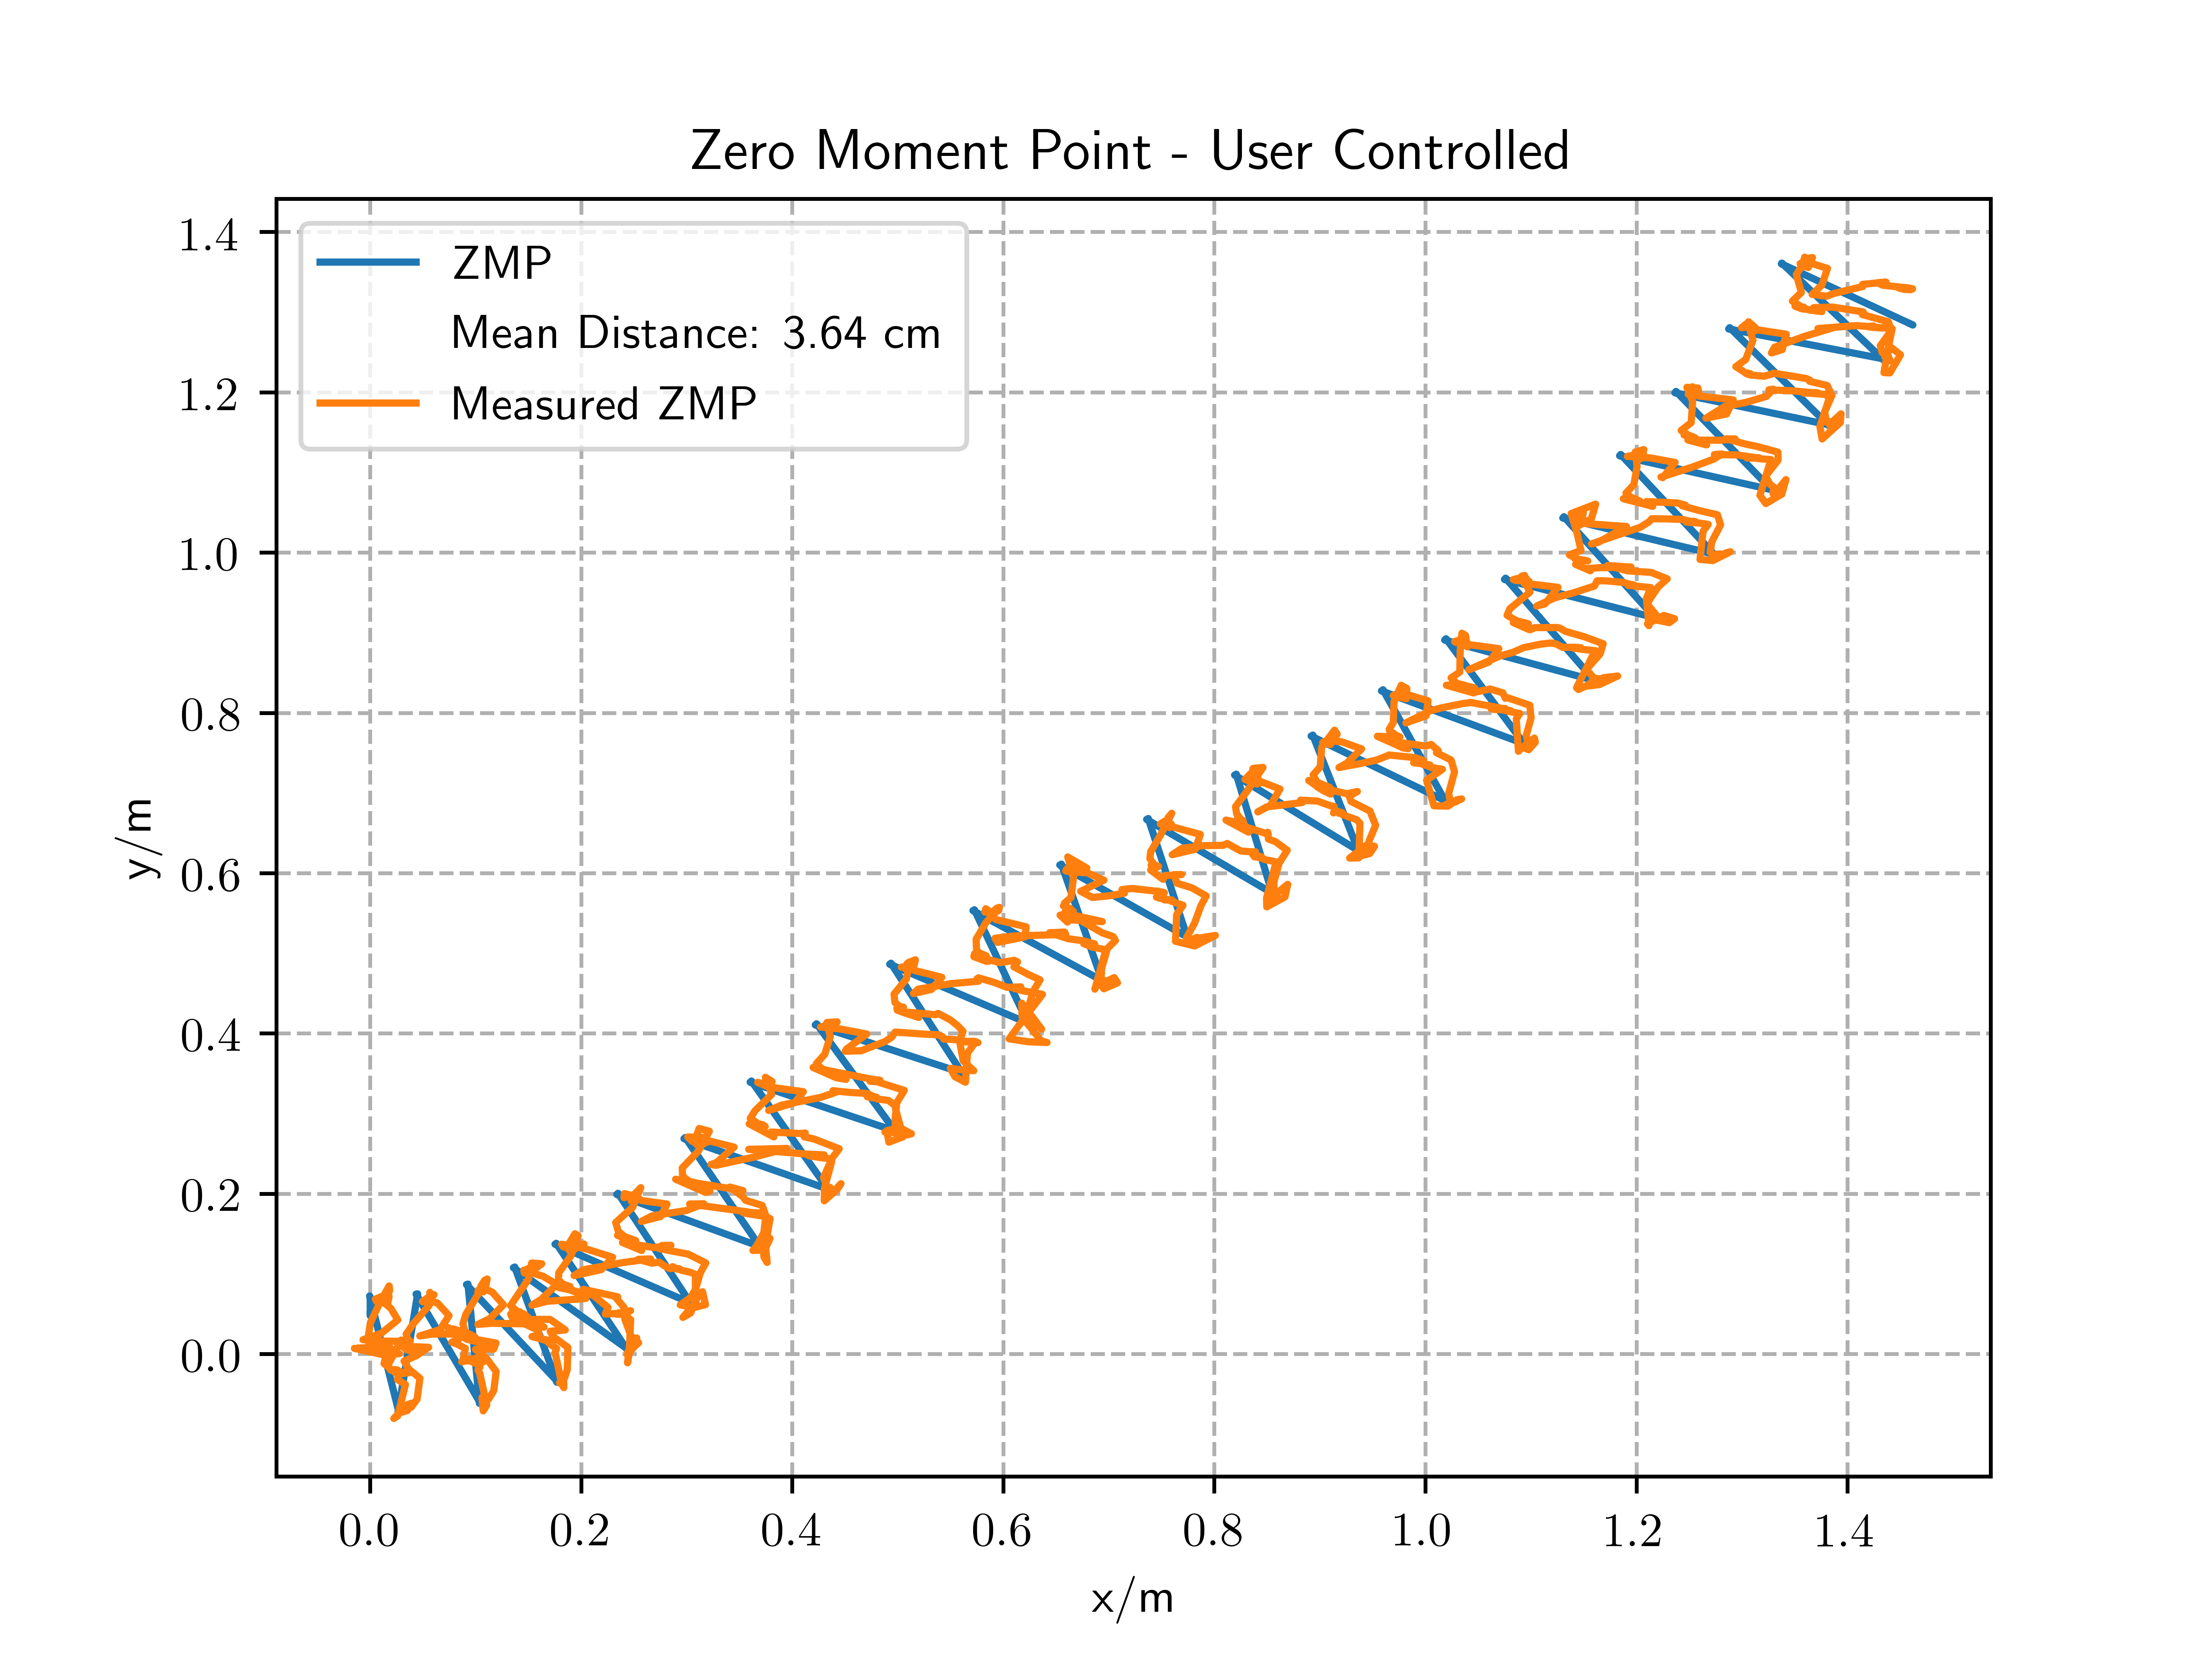 Zero Moment Point - User Controlled
ZMP
Mean Distance: 3.64 cm
Measured ZMP
1.4
1.2
1.0
0.8
0.6
0.4
0.2
0.0
y/m
0.0 0.2 0.4 0.6 0.8 1.0 1.2 1.4
x/m